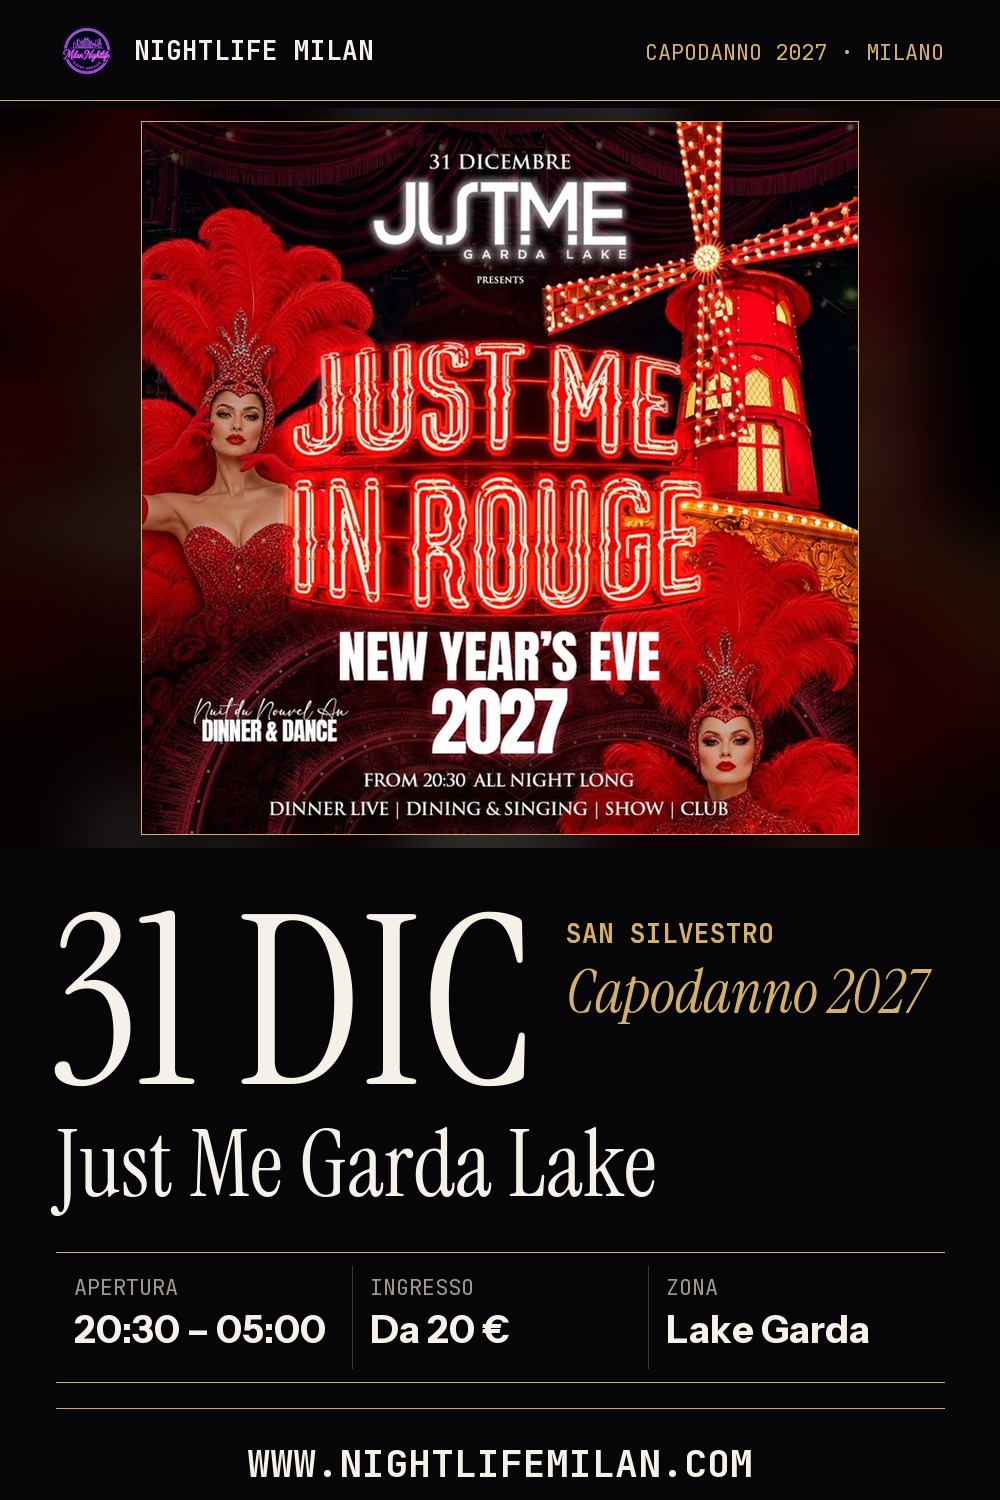 Milan Nightlife
NIGHTLIFE MILAN
CAPODANNO 2027 · MILANO
31 DICEMBRE
JUSTME
GARDA LAKE
PRESENTS
JUST ME
IN ROUGE
NEW YEAR'S EVE
2027
Nuit du Nouvel An
DINNER & DANCE
FROM 20:30 ALL NIGHT LONG
DINNER LIVE | DINING & SINGING | SHOW | CLUB
31 DIC
SAN SILVESTRO
Capodanno 2027
Just Me Garda Lake
APERTURA
20:30 – 05:00
INGRESSO
Da 20 €
ZONA
Lake Garda
WWW.NIGHTLIFEMILAN.COM